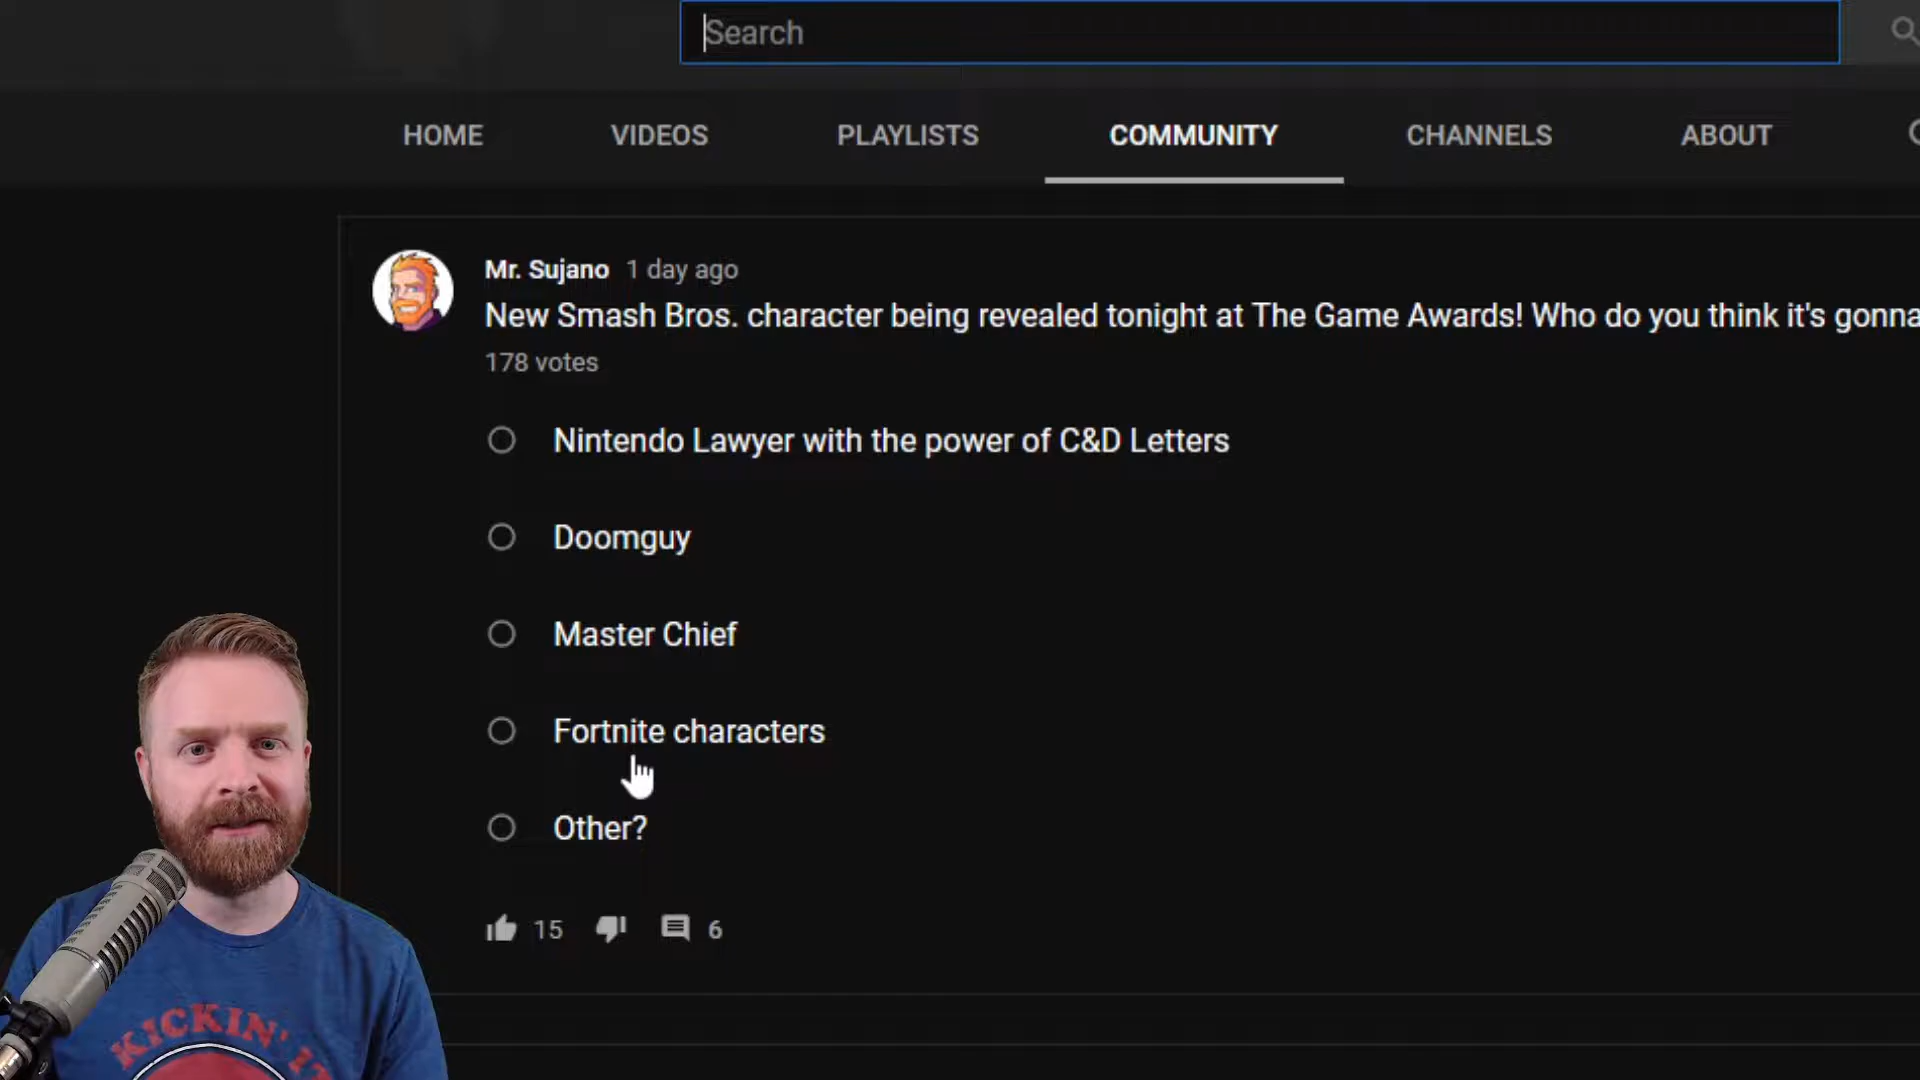 Search
HOME VIDEOS PLAYLISTS COMMUNITY CHANNELS ABOUT
Mr. Sujano 1 day ago
New Smash Bros. character being revealed tonight at The Game Awards! Who do you think it's gonna
178 votes
Nintendo Lawyer with the power of C&D Letters
Doomguy
Master Chief
Fortnite characters
Other?
15 6
KICKIN' IT